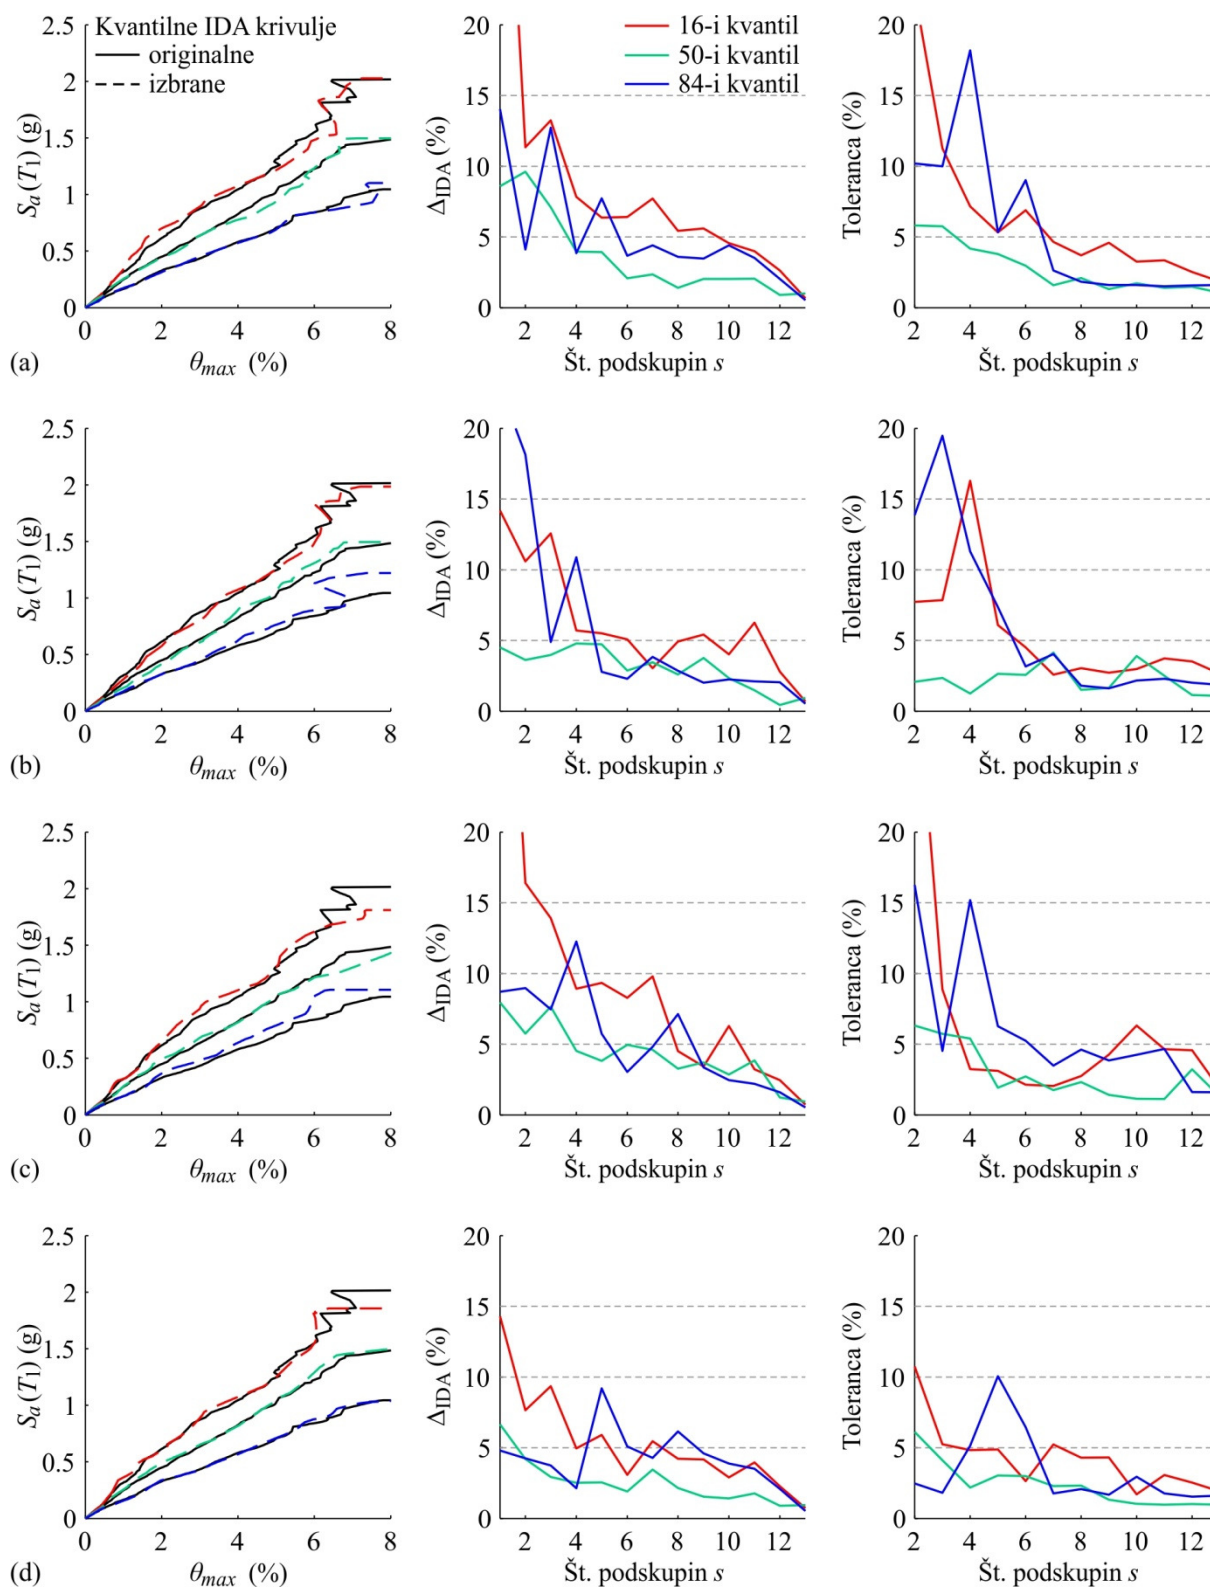 Kvantilne IDA krivulje
originalne
izbrane
2.5
2
1.5
1
0.5
0
Sa(T1) (g)
0 2 4 6 8
θmax (%)
16-i kvantil
50-i kvantil
84-i kvantil
20
15
10
5
0
ΔIDA (%)
2 4 6 8 10 12
Št. podskupin s
20
15
10
5
0
Toleranca (%)
2 4 6 8 10 12
Št. podskupin s
(a)
2.5
2
1.5
1
0.5
0
Sa(T1) (g)
0 2 4 6 8
θmax (%)
20
15
10
5
0
ΔIDA (%)
2 4 6 8 10 12
Št. podskupin s
20
15
10
5
0
Toleranca (%)
2 4 6 8 10 12
Št. podskupin s
(b)
2.5
2
1.5
1
0.5
0
Sa(T1) (g)
0 2 4 6 8
θmax (%)
20
15
10
5
0
ΔIDA (%)
2 4 6 8 10 12
Št. podskupin s
20
15
10
5
0
Toleranca (%)
2 4 6 8 10 12
Št. podskupin s
(c)
2.5
2
1.5
1
0.5
0
Sa(T1) (g)
0 2 4 6 8
θmax (%)
20
15
10
5
0
ΔIDA (%)
2 4 6 8 10 12
Št. podskupin s
20
15
10
5
0
Toleranca (%)
2 4 6 8 10 12
Št. podskupin s
(d)